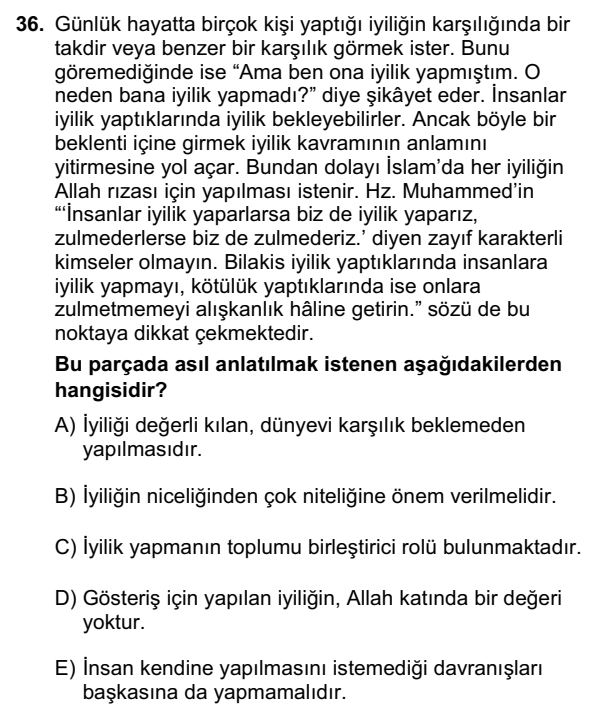 36. Günlük hayatta birçok kişi yaptığı iyiliğin karşılığında bir
takdir veya benzer bir karşılık görmek ister. Bunu
göremediğinde ise “Ama ben ona iyilik yapmıştım. O
neden bana iyilik yapmadı?” diye şikâyet eder. İnsanlar
iyilik yaptıklarında iyilik bekleyebilirler. Ancak böyle bir
beklenti içine girmek iyilik kavramının anlamını
yitirmesine yol açar. Bundan dolayı İslam’da her iyiliğin
Allah rızası için yapılması istenir. Hz. Muhammed’in
“‘İnsanlar iyilik yaparlarsa biz de iyilik yaparız,
zulmederlerse biz de zulmederiz.’ diyen zayıf karakterli
kimseler olmayın. Bilakis iyilik yaptıklarında insanlara
iyilik yapmayı, kötülük yaptıklarında ise onlara
zulmetmemeyi alışkanlık hâline getirin.” sözü de bu
noktaya dikkat çekmektedir.
Bu parçada asıl anlatılmak istenen aşağıdakilerden
hangisidir?
A) İyiliği değerli kılan, dünyevi karşılık beklemeden
yapılmasıdır.
B) İyiliğin niceliğinden çok niteliğine önem verilmelidir.
C) İyilik yapmanın toplumu birleştirici rolü bulunmaktadır.
D) Gösteriş için yapılan iyiliğin, Allah katında bir değeri
yoktur.
E) İnsan kendine yapılmasını istemediği davranışları
başkasına da yapmamalıdır.